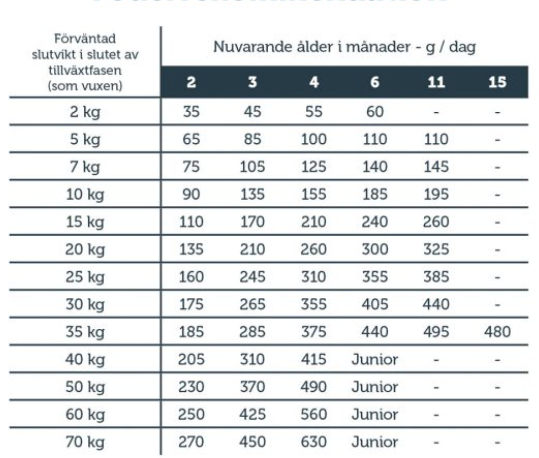 Förväntad
slutvikt i slutet av
tillväxtfasen
(som vuxen)
Nuvarande ålder i månader - g / dag
2 3 4 6 11 15
2 kg 35 45 55 60 - -
5 kg 65 85 100 110 110 -
7 kg 75 105 125 140 145 -
10 kg 90 135 155 185 195 -
15 kg 110 170 210 240 260 -
20 kg 135 210 260 300 325 -
25 kg 160 245 310 355 385 -
30 kg 175 265 355 405 440 -
35 kg 185 285 375 440 495 480
40 kg 205 310 415 Junior - -
50 kg 230 370 490 Junior - -
60 kg 250 425 560 Junior - -
70 kg 270 450 630 Junior - -